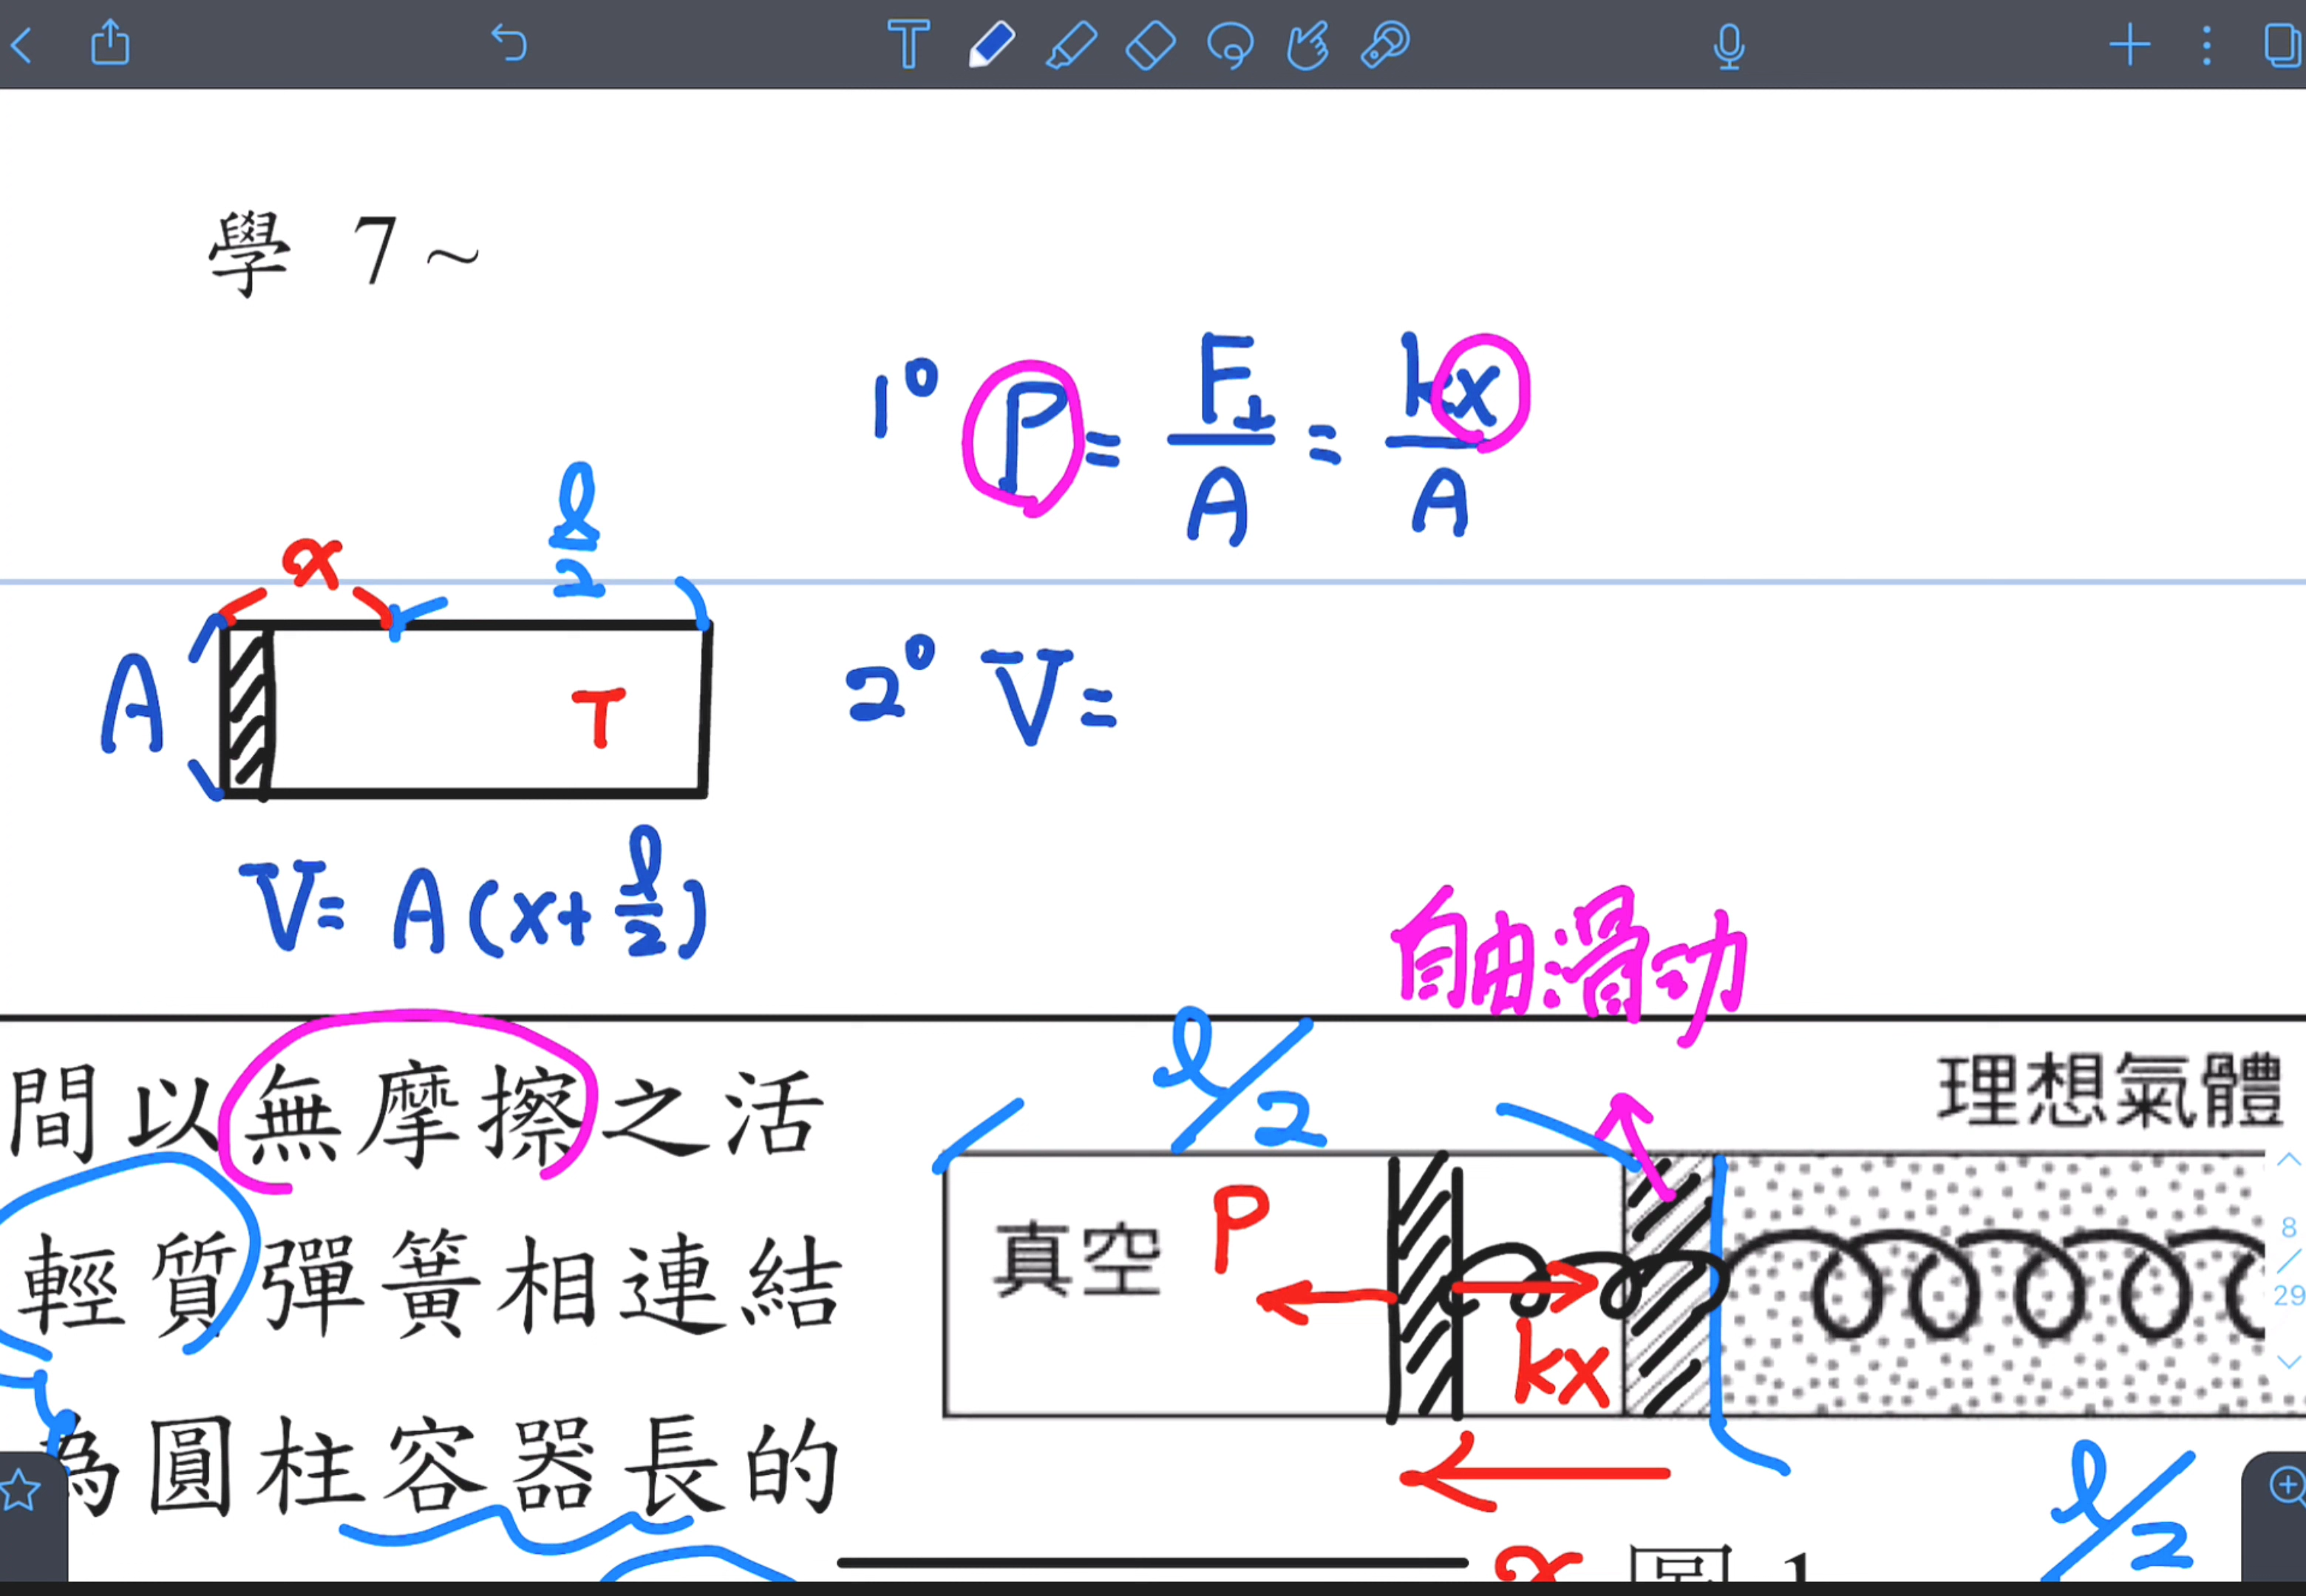 學 7~
1° P = F⊥/A = kx/A
x ℓ/2
A T
2° V =
V = A(x+ℓ/2)
自由滑动
間以無摩擦之活
ℓ/2
理想氣體
輕質彈簧相連結
真空 P
kx
為圓柱容器長的
ℓ/2
x 圖 1
8
/
29